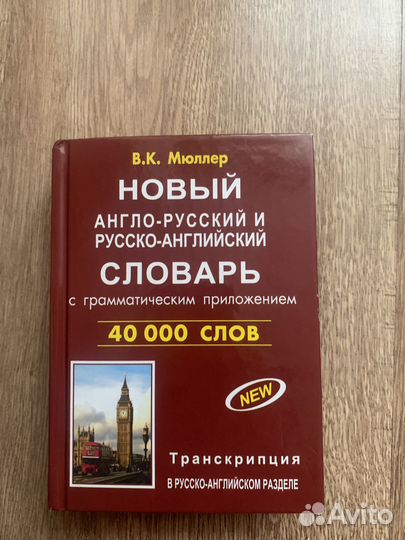 В.К. Мюллер
НОВЫЙ
АНГЛО-РУССКИЙ И
РУССКО-АНГЛИЙСКИЙ
СЛОВАРЬ
с грамматическим приложением
40 000 СЛОВ
NEW
Транскрипция
В РУССКО-АНГЛИЙСКОМ РАЗДЕЛЕ
Avito